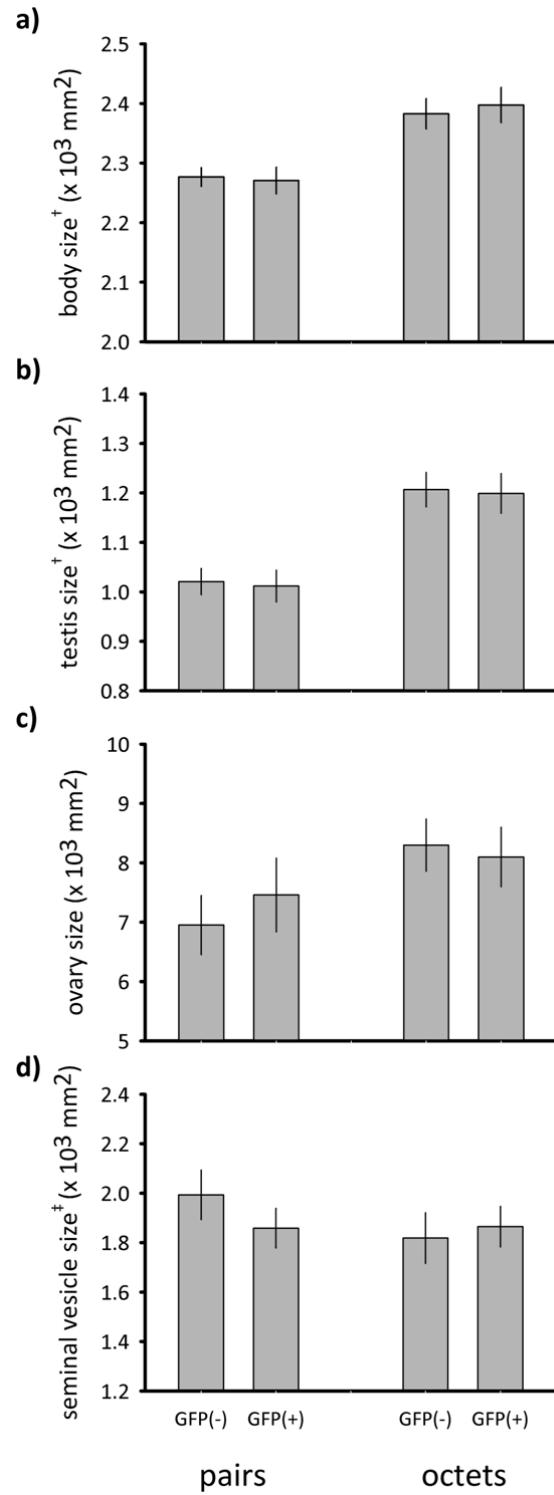 a)
body size† (x 10³ mm²)
2.5
2.4
2.3
2.2
2.1
2.0
b)
testis size† (x 10³ mm²)
1.4
1.3
1.2
1.1
1.0
0.9
0.8
c)
ovary size (x 10³ mm²)
10
9
8
7
6
5
d)
seminal vesicle size‡ (x 10³ mm²)
2.4
2.2
2.0
1.8
1.6
1.4
1.2
GFP(-) GFP(+) GFP(-) GFP(+)
pairs octets